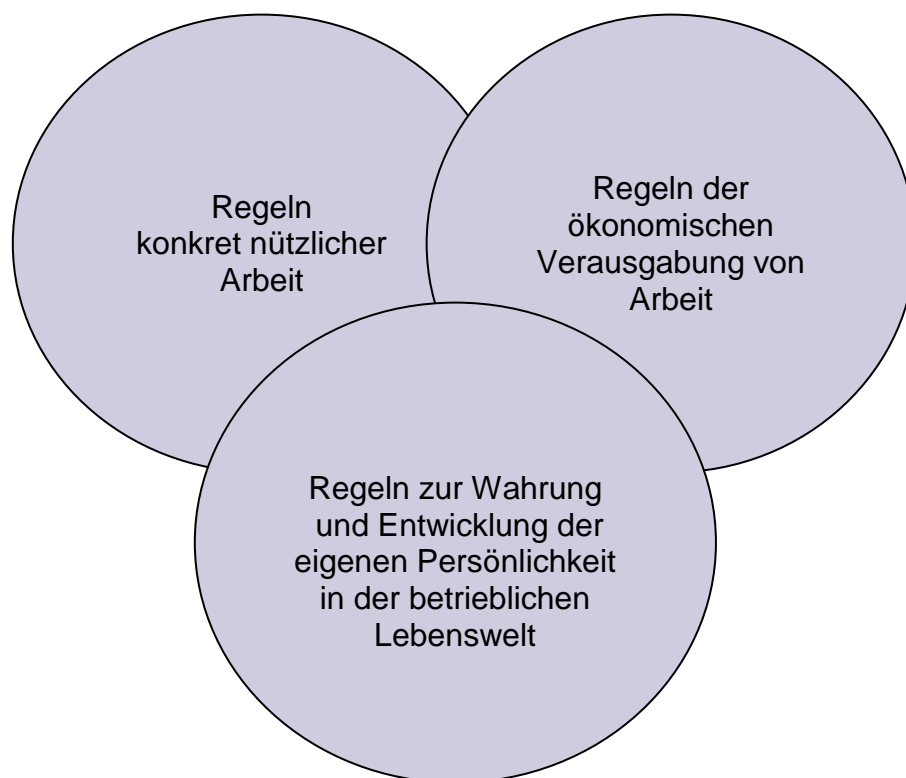 Regeln
konkret nützlicher
Arbeit
Regeln der
ökonomischen
Verausgabung von
Arbeit
Regeln zur Wahrung
und Entwicklung der
eigenen Persönlichkeit
in der betrieblichen
Lebenswelt